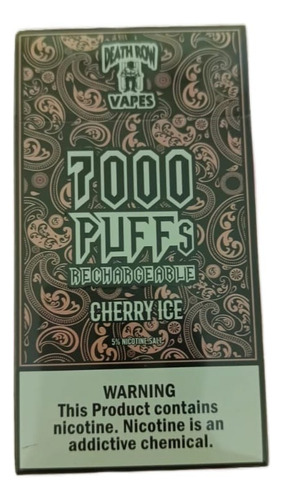 DEATH ROW
VAPES
7000
PUFFS
RECHARGEABLE
CHERRY ICE
5% NICOTINE SALT
WARNING
This Product contains
nicotine. Nicotine is an
addictive chemical.